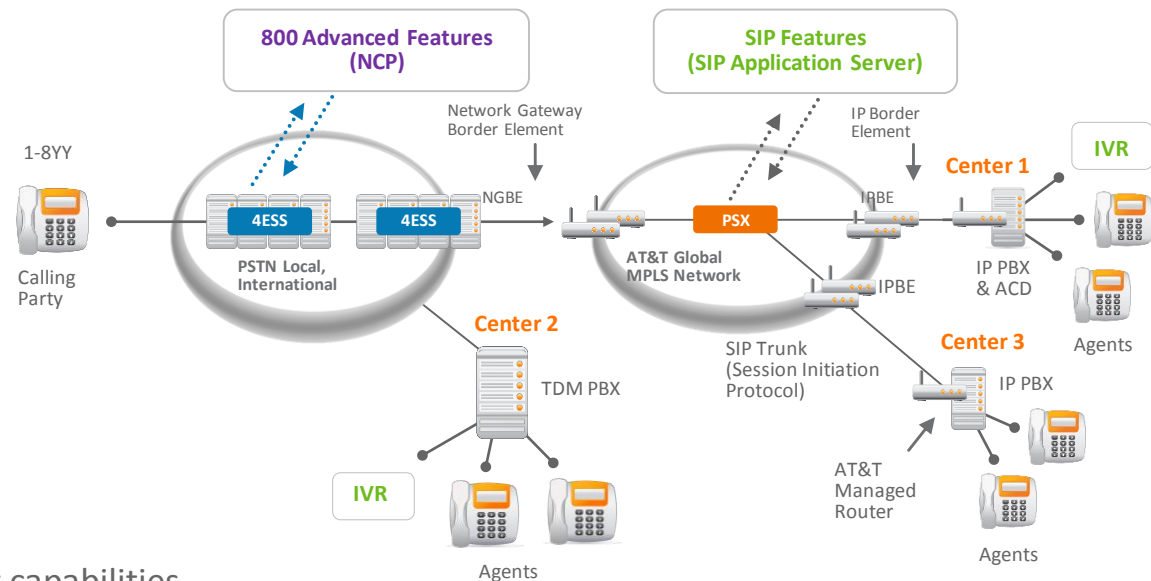 800 Advanced Features
(NCP)
SIP Features
(SIP Application Server)
Network Gateway
Border Element
IP Border
Element
1-8YY
Center 1
IVR
4ESS
4ESS
NGBE
PSX
IPBE
Calling
Party
PSTN Local,
International
AT&T Global
MPLS Network
IP PBX
& ACD
IPBE
Agents
Center 2
SIP Trunk
(Session Initiation
Protocol)
Center 3
TDM PBX
IP PBX
IVR
AT&T
Managed
Router
Agents
Agents
capabilities